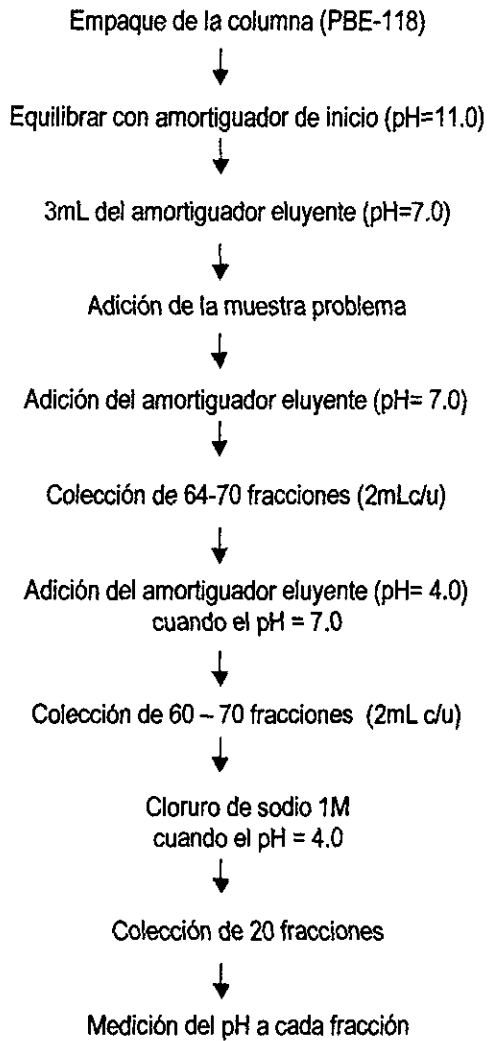 Empaque de la columna (PBE-118)
Equilibrar con amortiguador de inicio (pH=11.0)
3mL del amortiguador eluyente (pH=7.0)
Adición de la muestra problema
Adición del amortiguador eluyente (pH= 7.0)
Colección de 64-70 fracciones (2mLc/u)
Adición del amortiguador eluyente (pH= 4.0)
cuando el pH = 7.0
Colección de 60 – 70 fracciones (2mL c/u)
Cloruro de sodio 1M
cuando el pH = 4.0
Colección de 20 fracciones
Medición del pH a cada fracción